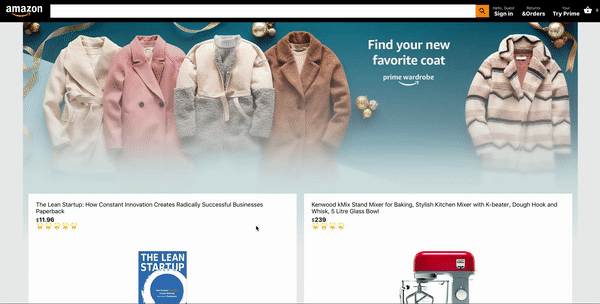 amazon
Hello, Guest
Sign in
Returns
&Orders
Your
Try Prime
0
Find your new
favorite coat
prime wardrobe
The Lean Startup: How Constant Innovation Creates Radically Successful Businesses
Paperback
$11.96
Kenwood kMix Stand Mixer for Baking, Stylish Kitchen Mixer with K-beater, Dough Hook and
Whisk, 5 Litre Glass Bowl
$239
THE LEAN
STARTUP